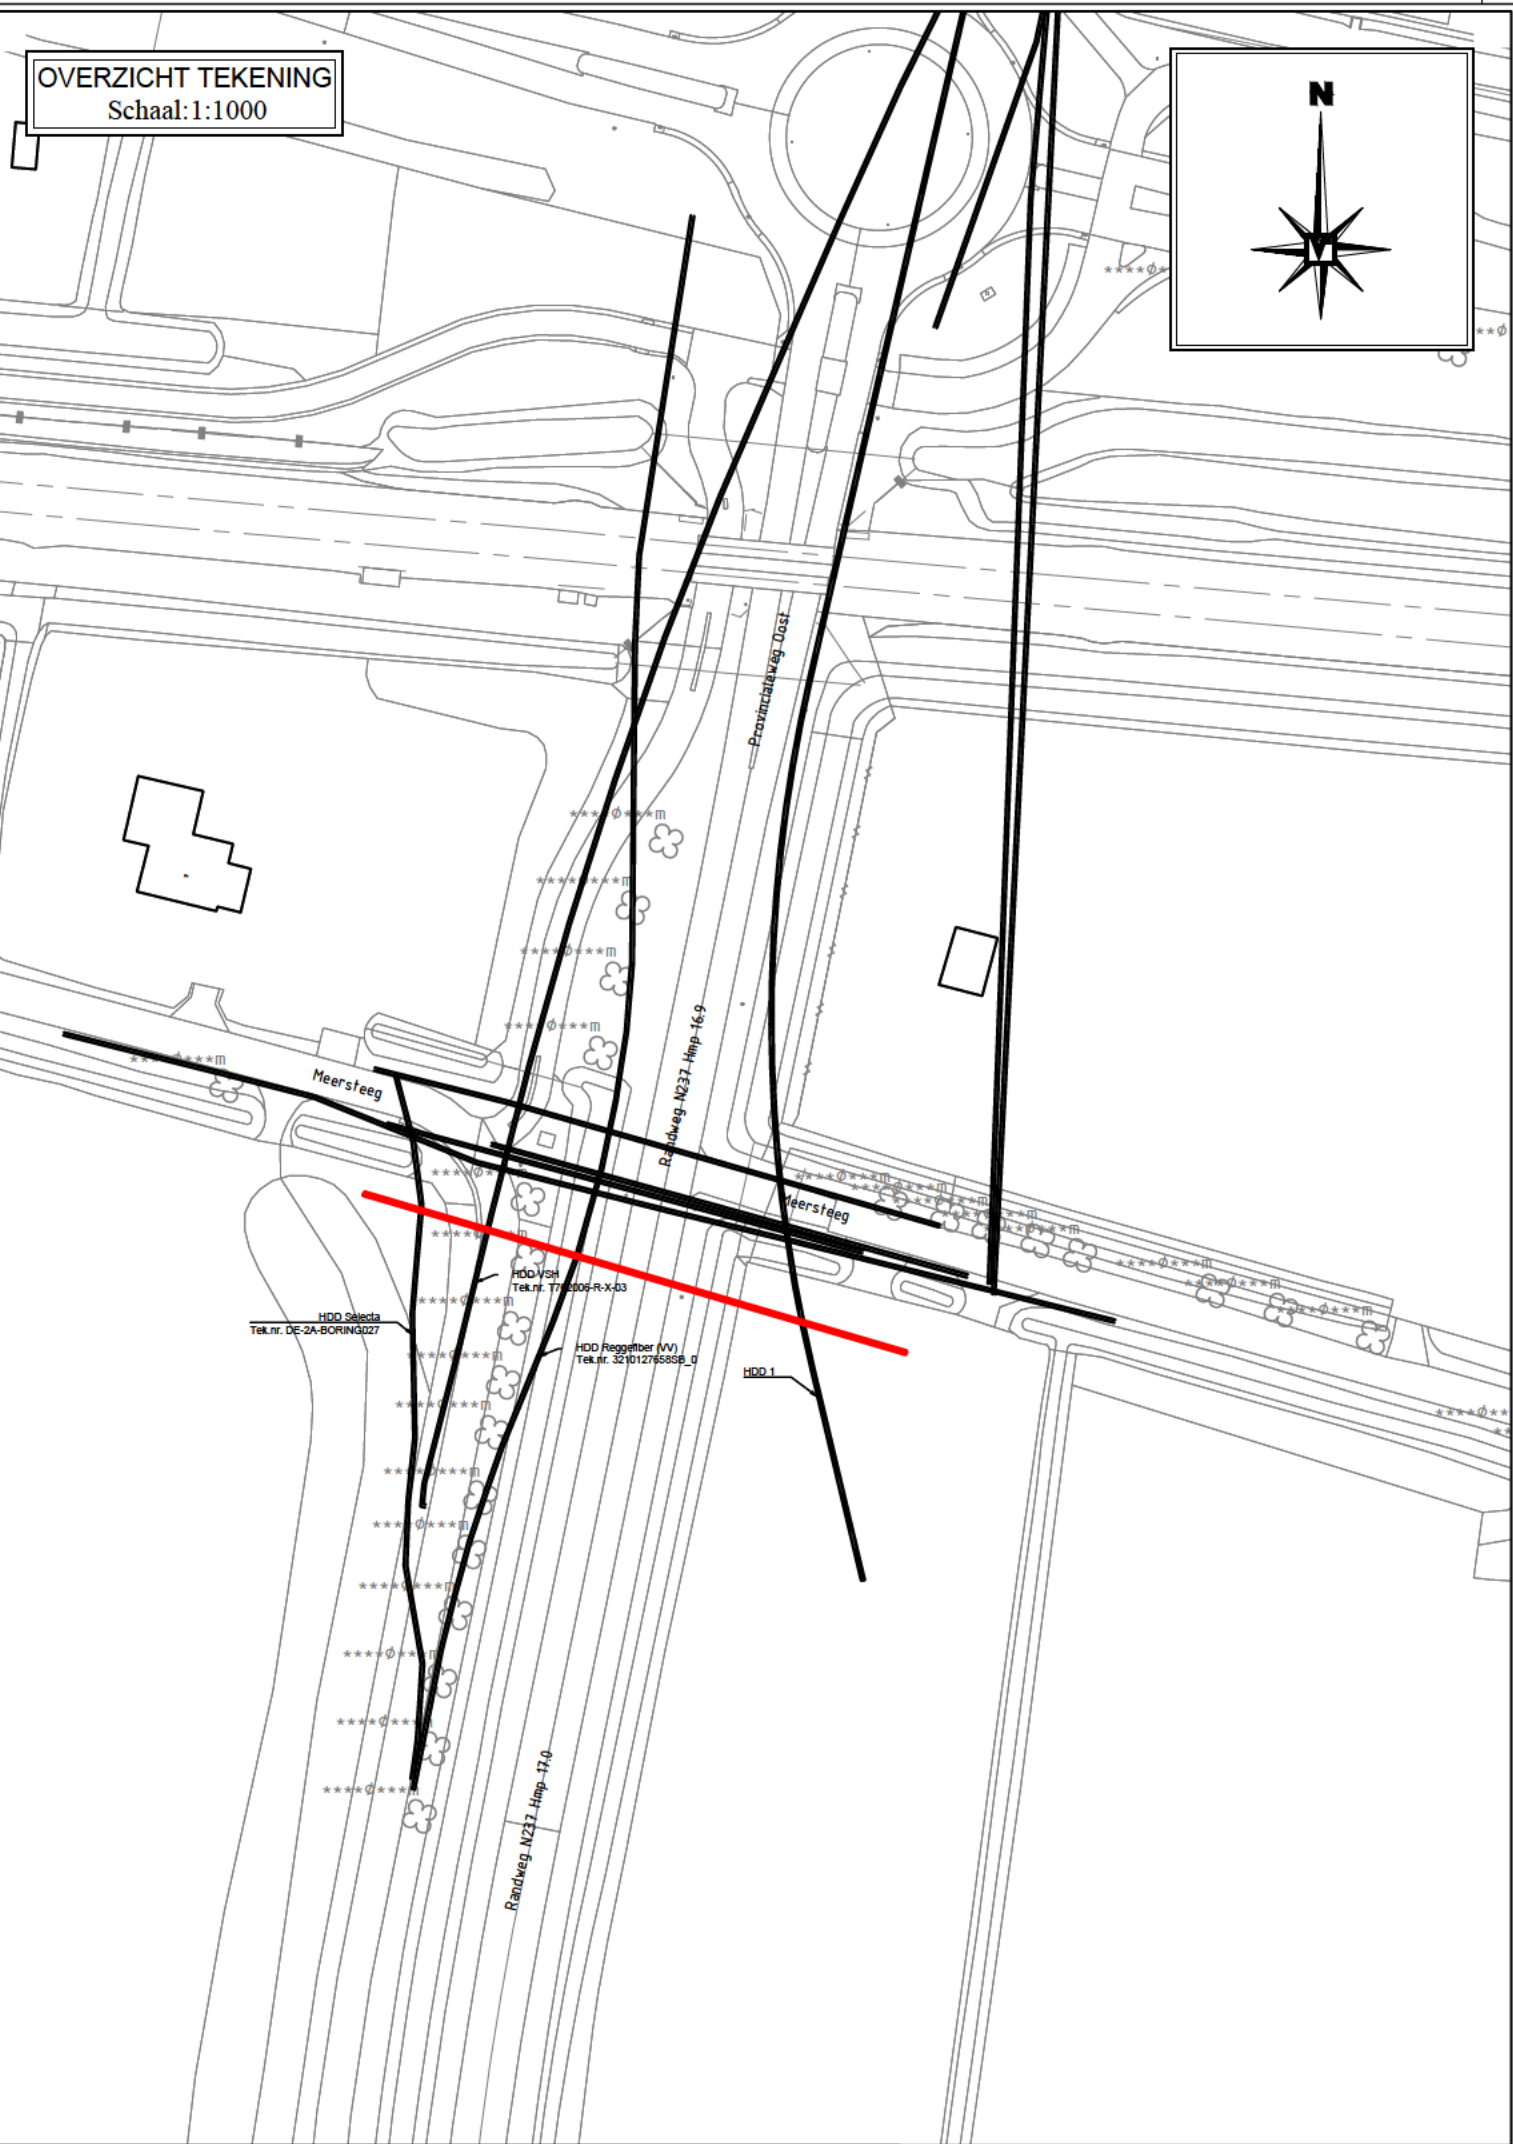 OVERZICHT TEKENING
Schaal:1:1000
N
****Ø*
**Ø
Provincialeweg Oost
****Ø***m
****Ø***m
****Ø***m
Randweg N237 Hmp 16.9
****Ø***m
****Ø***m
Meersteeg
****Ø***m
****Ø***m
****Ø***m
****Ø***m
****Ø***m
Meersteeg
****Ø***m
****Ø***m
****Ø***m
****Ø***m
****Ø***m
HDD VSH
****Ø***m
****Ø***m
HDD Selecta
Tek.nr. DE-2A-BORING027
HDD Reggefiber (VV)
Tek.nr. 3210127658SB_0
****Ø***m
HDD 1
****Ø***m
****Ø**
****Ø***m
****Ø***m
****Ø***m
****Ø***m
****Ø***
Randweg N237 Hmp 17.0
****Ø***m